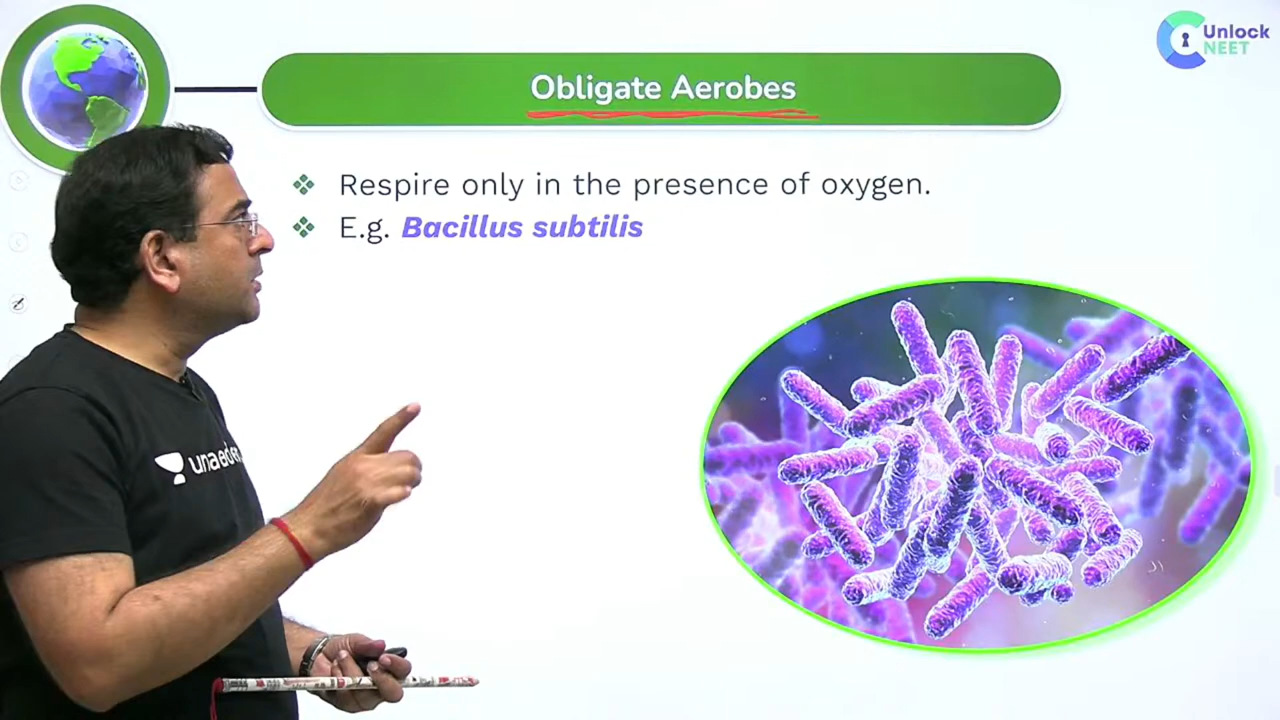 Unlock
NEET
Obligate Aerobes
Respire only in the presence of oxygen.
E.g. Bacillus subtilis